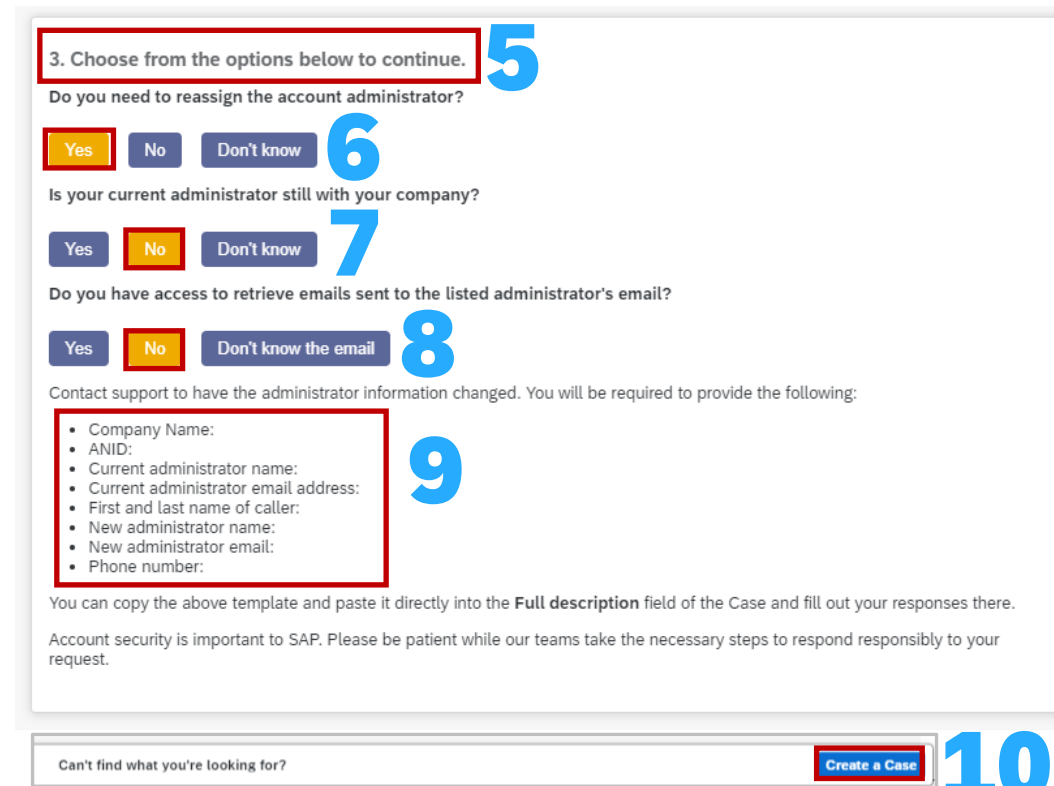 3. Choose from the options below to continue. 5
Do you need to reassign the account administrator?
Yes No Don't know 6
Is your current administrator still with your company?
Yes No Don't know 7
Do you have access to retrieve emails sent to the listed administrator's email?
Yes No Don't know the email 8
Contact support to have the administrator information changed. You will be required to provide the following:
• Company Name:
• ANID:
• Current administrator name:
• Current administrator email address:
• First and last name of caller:
• New administrator name:
• New administrator email:
• Phone number:
9
You can copy the above template and paste it directly into the Full description field of the Case and fill out your responses there.
Account security is important to SAP. Please be patient while our teams take the necessary steps to respond responsibly to your
request.
Can't find what you're looking for? Create a Case 10